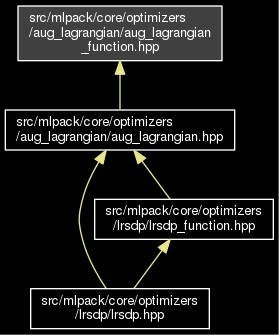 src/mlpack/core/optimizers
/aug_lagrangian/aug_lagrangian
_function.hpp
src/mlpack/core/optimizers
/aug_lagrangian/aug_lagrangian.hpp
src/mlpack/core/optimizers
/lrsdp/lrsdp_function.hpp
src/mlpack/core/optimizers
/lrsdp/lrsdp.hpp